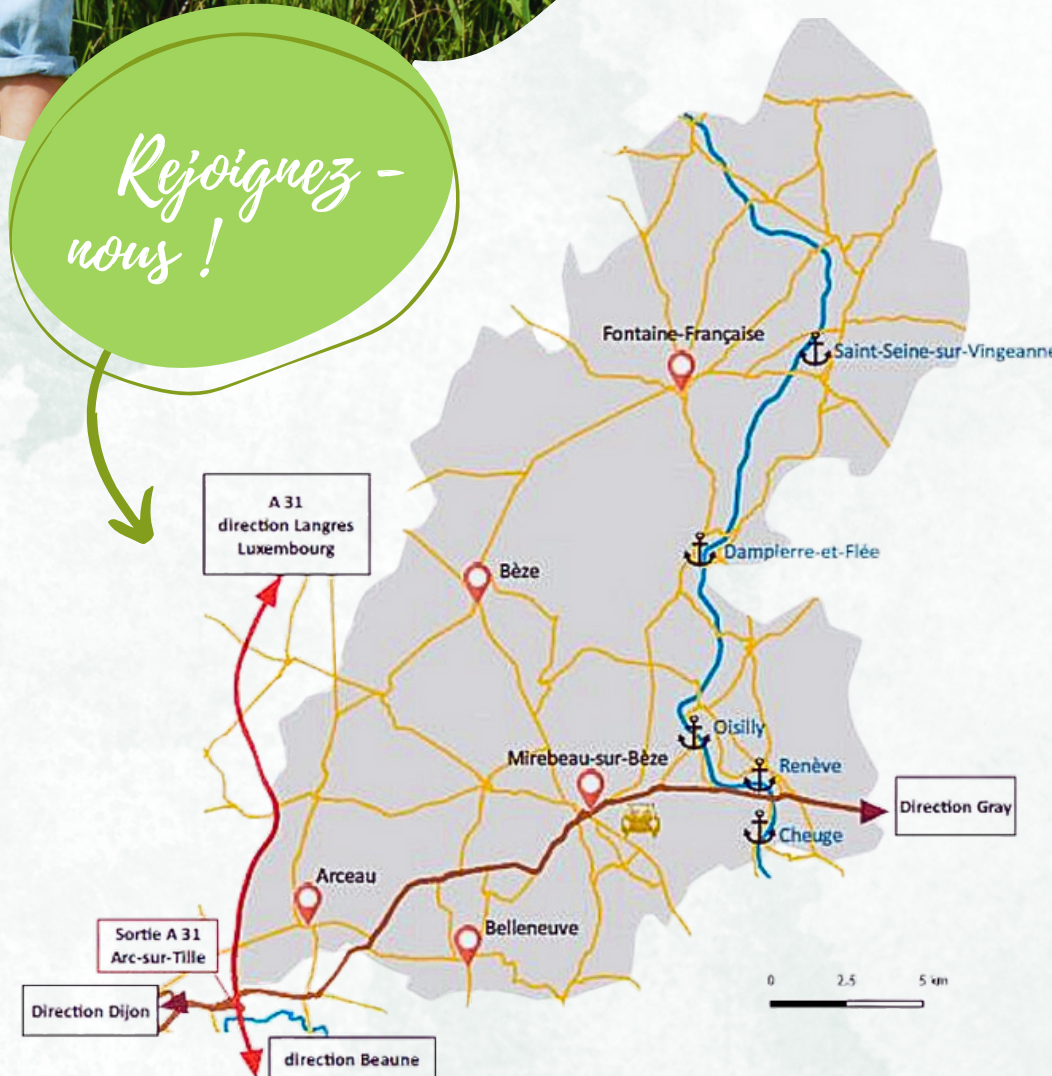 Rejoignez -
nous !
Fontaine-Française
Saint-Seine-sur-Vingeanne
A 31
direction Langres
Luxembourg
Dampierre-et-Flée
Bèze
Oisilly
Mirebeau-sur-Bèze
Renève
Direction Gray
Cheuge
Arceau
Belleneuve
Sortie A 31
Arc-sur-Tille
0 2.5 5 km
Direction Dijon
direction Beaune